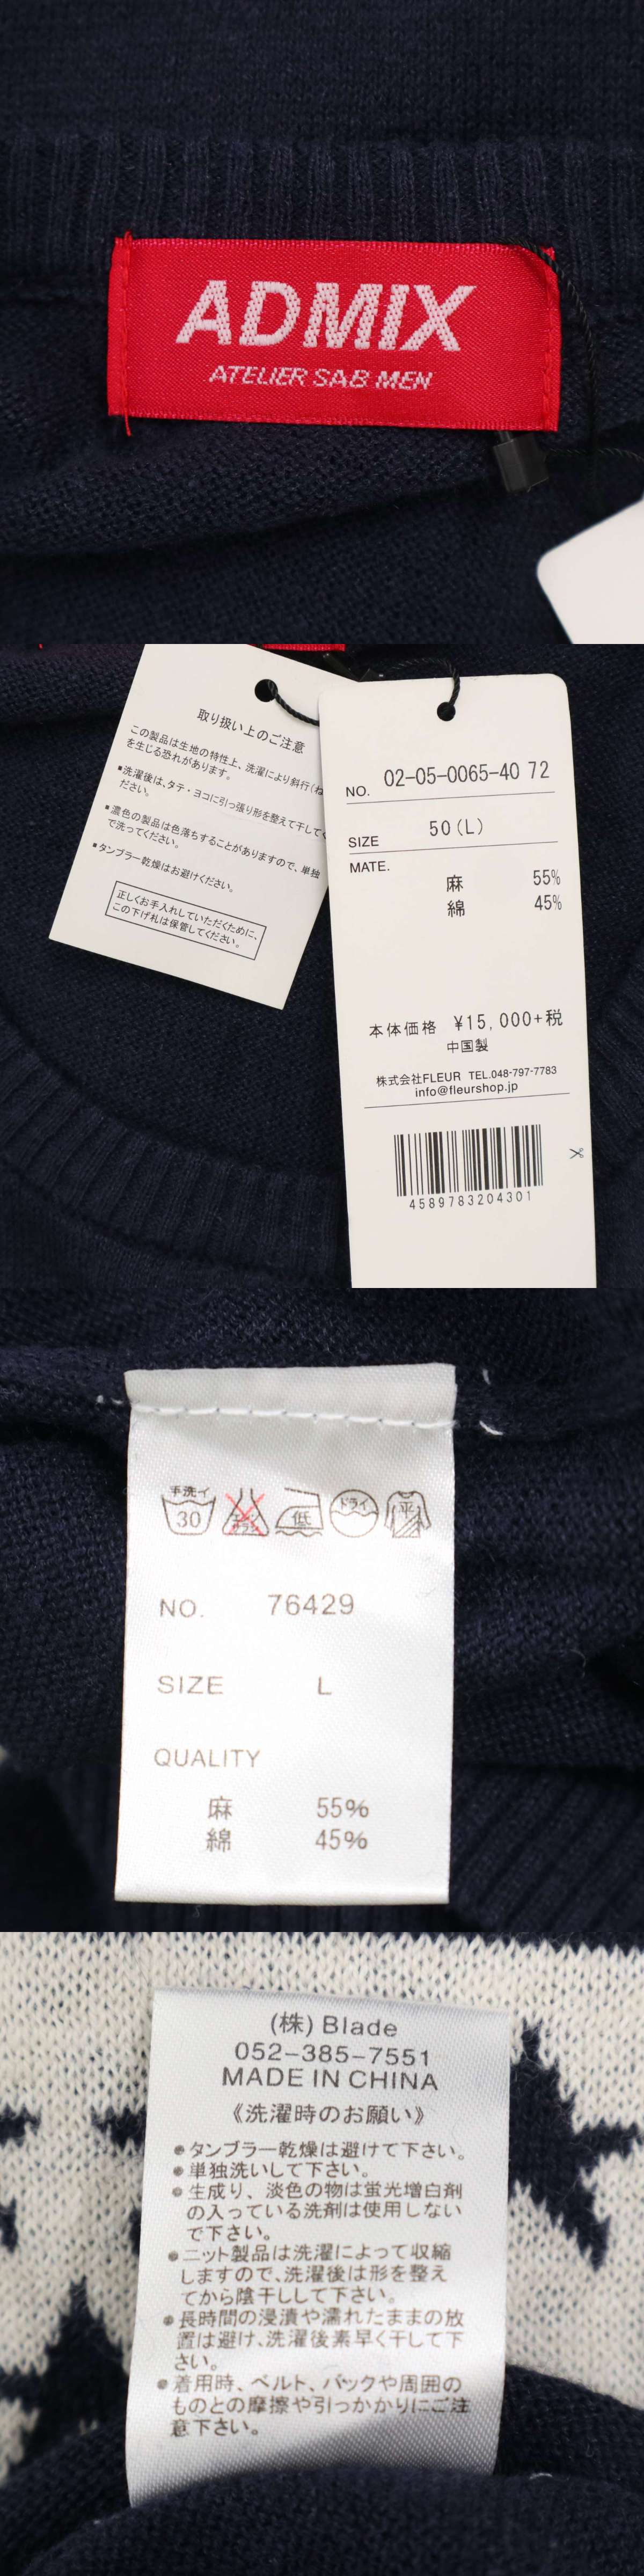 ADMIX
ATELIER SAB MEN
取り扱い上のご注意
この製品は生地の特性上、洗濯により斜行(ね
を生じる恐れがあります。
▪洗濯後は、タテ・ヨコに引っ張り形を整えて干してく
ださい。
▪濃色の製品は色落ちすることがありますので、単独
で洗ってください。
▪タンブラー乾燥はお避けください。
正しくお手入れしていただくために、
この下げ札は保管してください。
NO. 02-05-0065-40 72
SIZE 50(L)
MATE.
麻 55%
綿 45%
本体価格 ¥15,000+税
中国製
株式会社FLEUR TEL.048-797-7783
info@fleurshop.jp
4589783204301
手洗イ 30 低 ドライ 平
NO. 76429
SIZE L
QUALITY
麻 55%
綿 45%
(株) Blade
052-385-7551
MADE IN CHINA
《洗濯時のお願い》
●タンブラー乾燥は避けて下さい。
●単独洗いして下さい。
●生成り、淡色の物は蛍光増白剤
の入っている洗剤は使用しない
で下さい。
●ニット製品は洗濯によって収縮
しますので、洗濯後は形を整え
てから陰干しして下さい。
●長時間の浸漬や濡れたままの放
置は避け、洗濯後素早く干して下
さい。
●着用時、ベルト、バックや周囲の
ものとの摩擦や引っかかりにご注
意下さい。